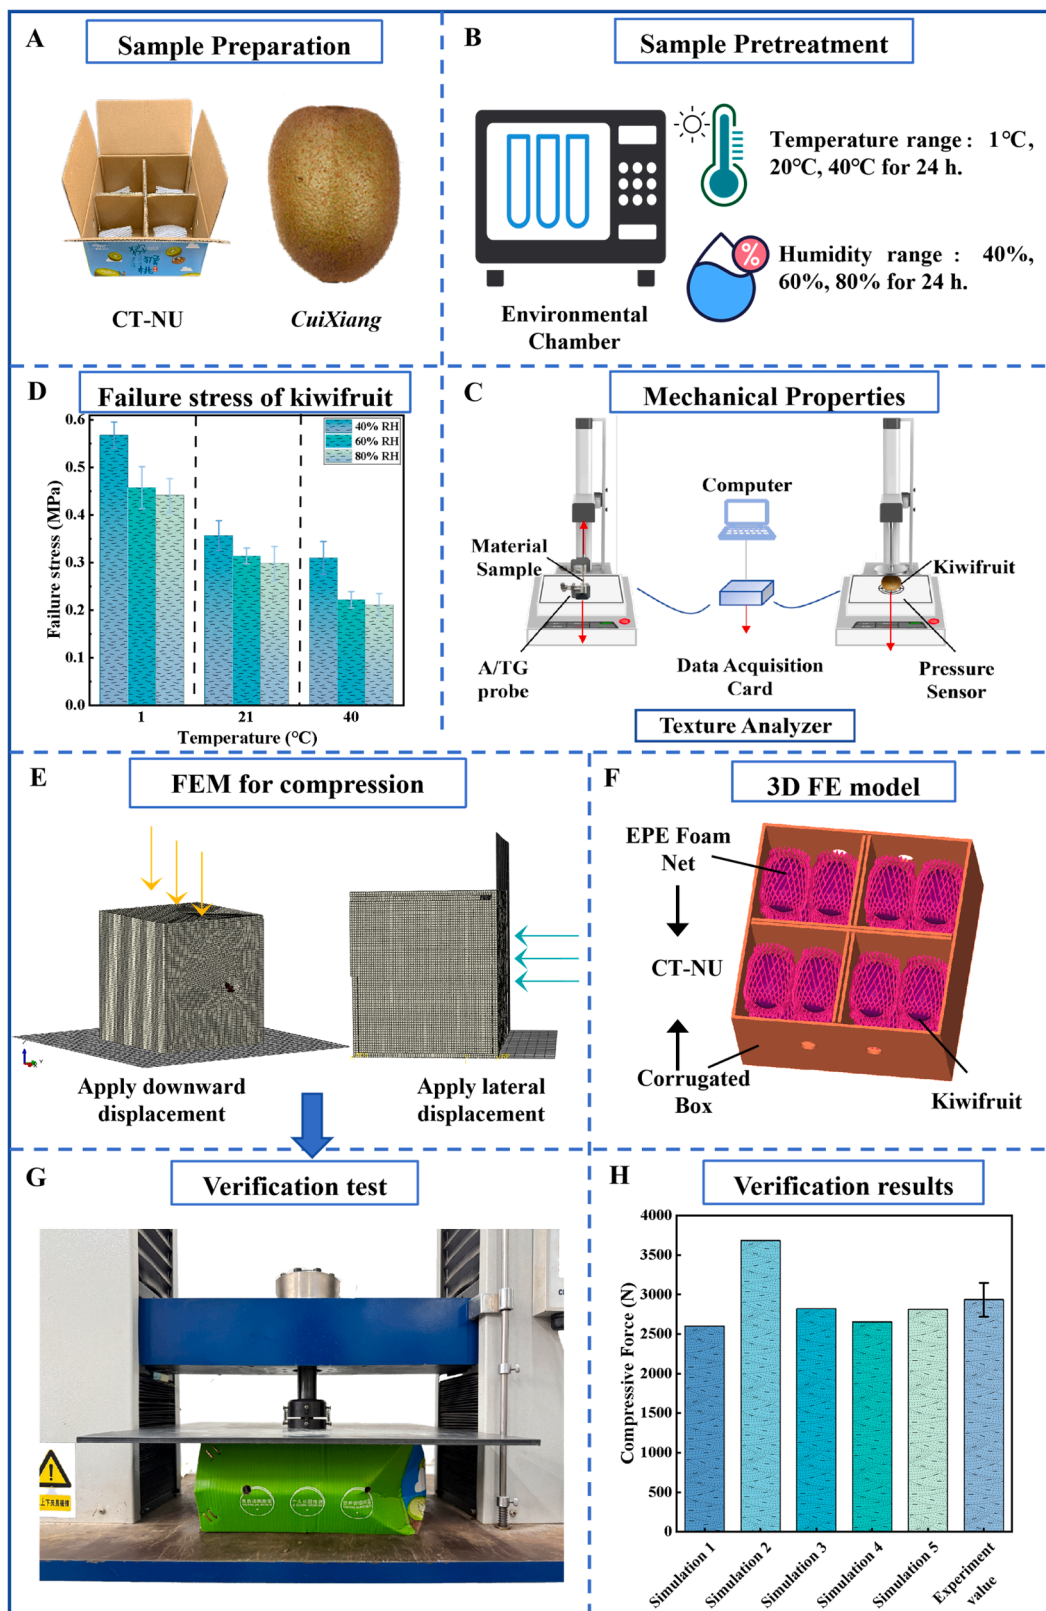 A
Sample Preparation
CT-NU
CuiXiang
B
Sample Pretreatment
Temperature range : 1°C,
20°C, 40°C for 24 h.
%
Humidity range : 40%,
60%, 80% for 24 h.
Environmental
Chamber
D
Failure stress of kiwifruit
40% RH
60% RH
80% RH
0.6
0.5
0.4
0.3
0.2
0.1
0.0
Failure stress (MPa)
1
21
40
Temperature (°C)
C
Mechanical Properties
Computer
Material
Sample
Kiwifruit
A/TG
probe
Data Acquisition
Card
Pressure
Sensor
Texture Analyzer
E
FEM for compression
Apply downward
displacement
Apply lateral
displacement
F
3D FE model
EPE Foam
Net
CT-NU
Corrugated
Box
Kiwifruit
G
Verification test
上下夹具碰撞
H
Verification results
4000
3500
3000
2500
2000
1500
1000
500
0
Compressive Force (N)
Simulation 1
Simulation 2
Simulation 3
Simulation 4
Simulation 5
Experiment
value